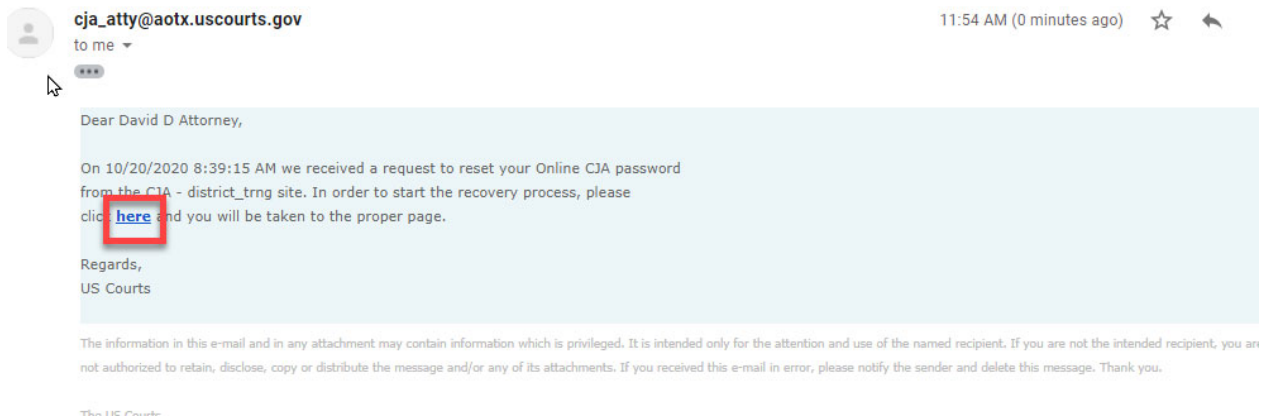 cja_atty@aotx.uscourts.gov 11:54 AM (0 minutes ago)
to me
Dear David D Attorney,
On 10/20/2020 8:39:15 AM we received a request to reset your Online CJA password
from the CJA - district_trng site. In order to start the recovery process, please
click here and you will be taken to the proper page.
Regards,
US Courts
The information in this e-mail and in any attachment may contain information which is privileged. It is intended only for the attention and use of the named recipient. If you are not the intended recipient, you are
not authorized to retain, disclose, copy or distribute the message and/or any of its attachments. If you received this e-mail in error, please notify the sender and delete this message. Thank you.
The US Courts